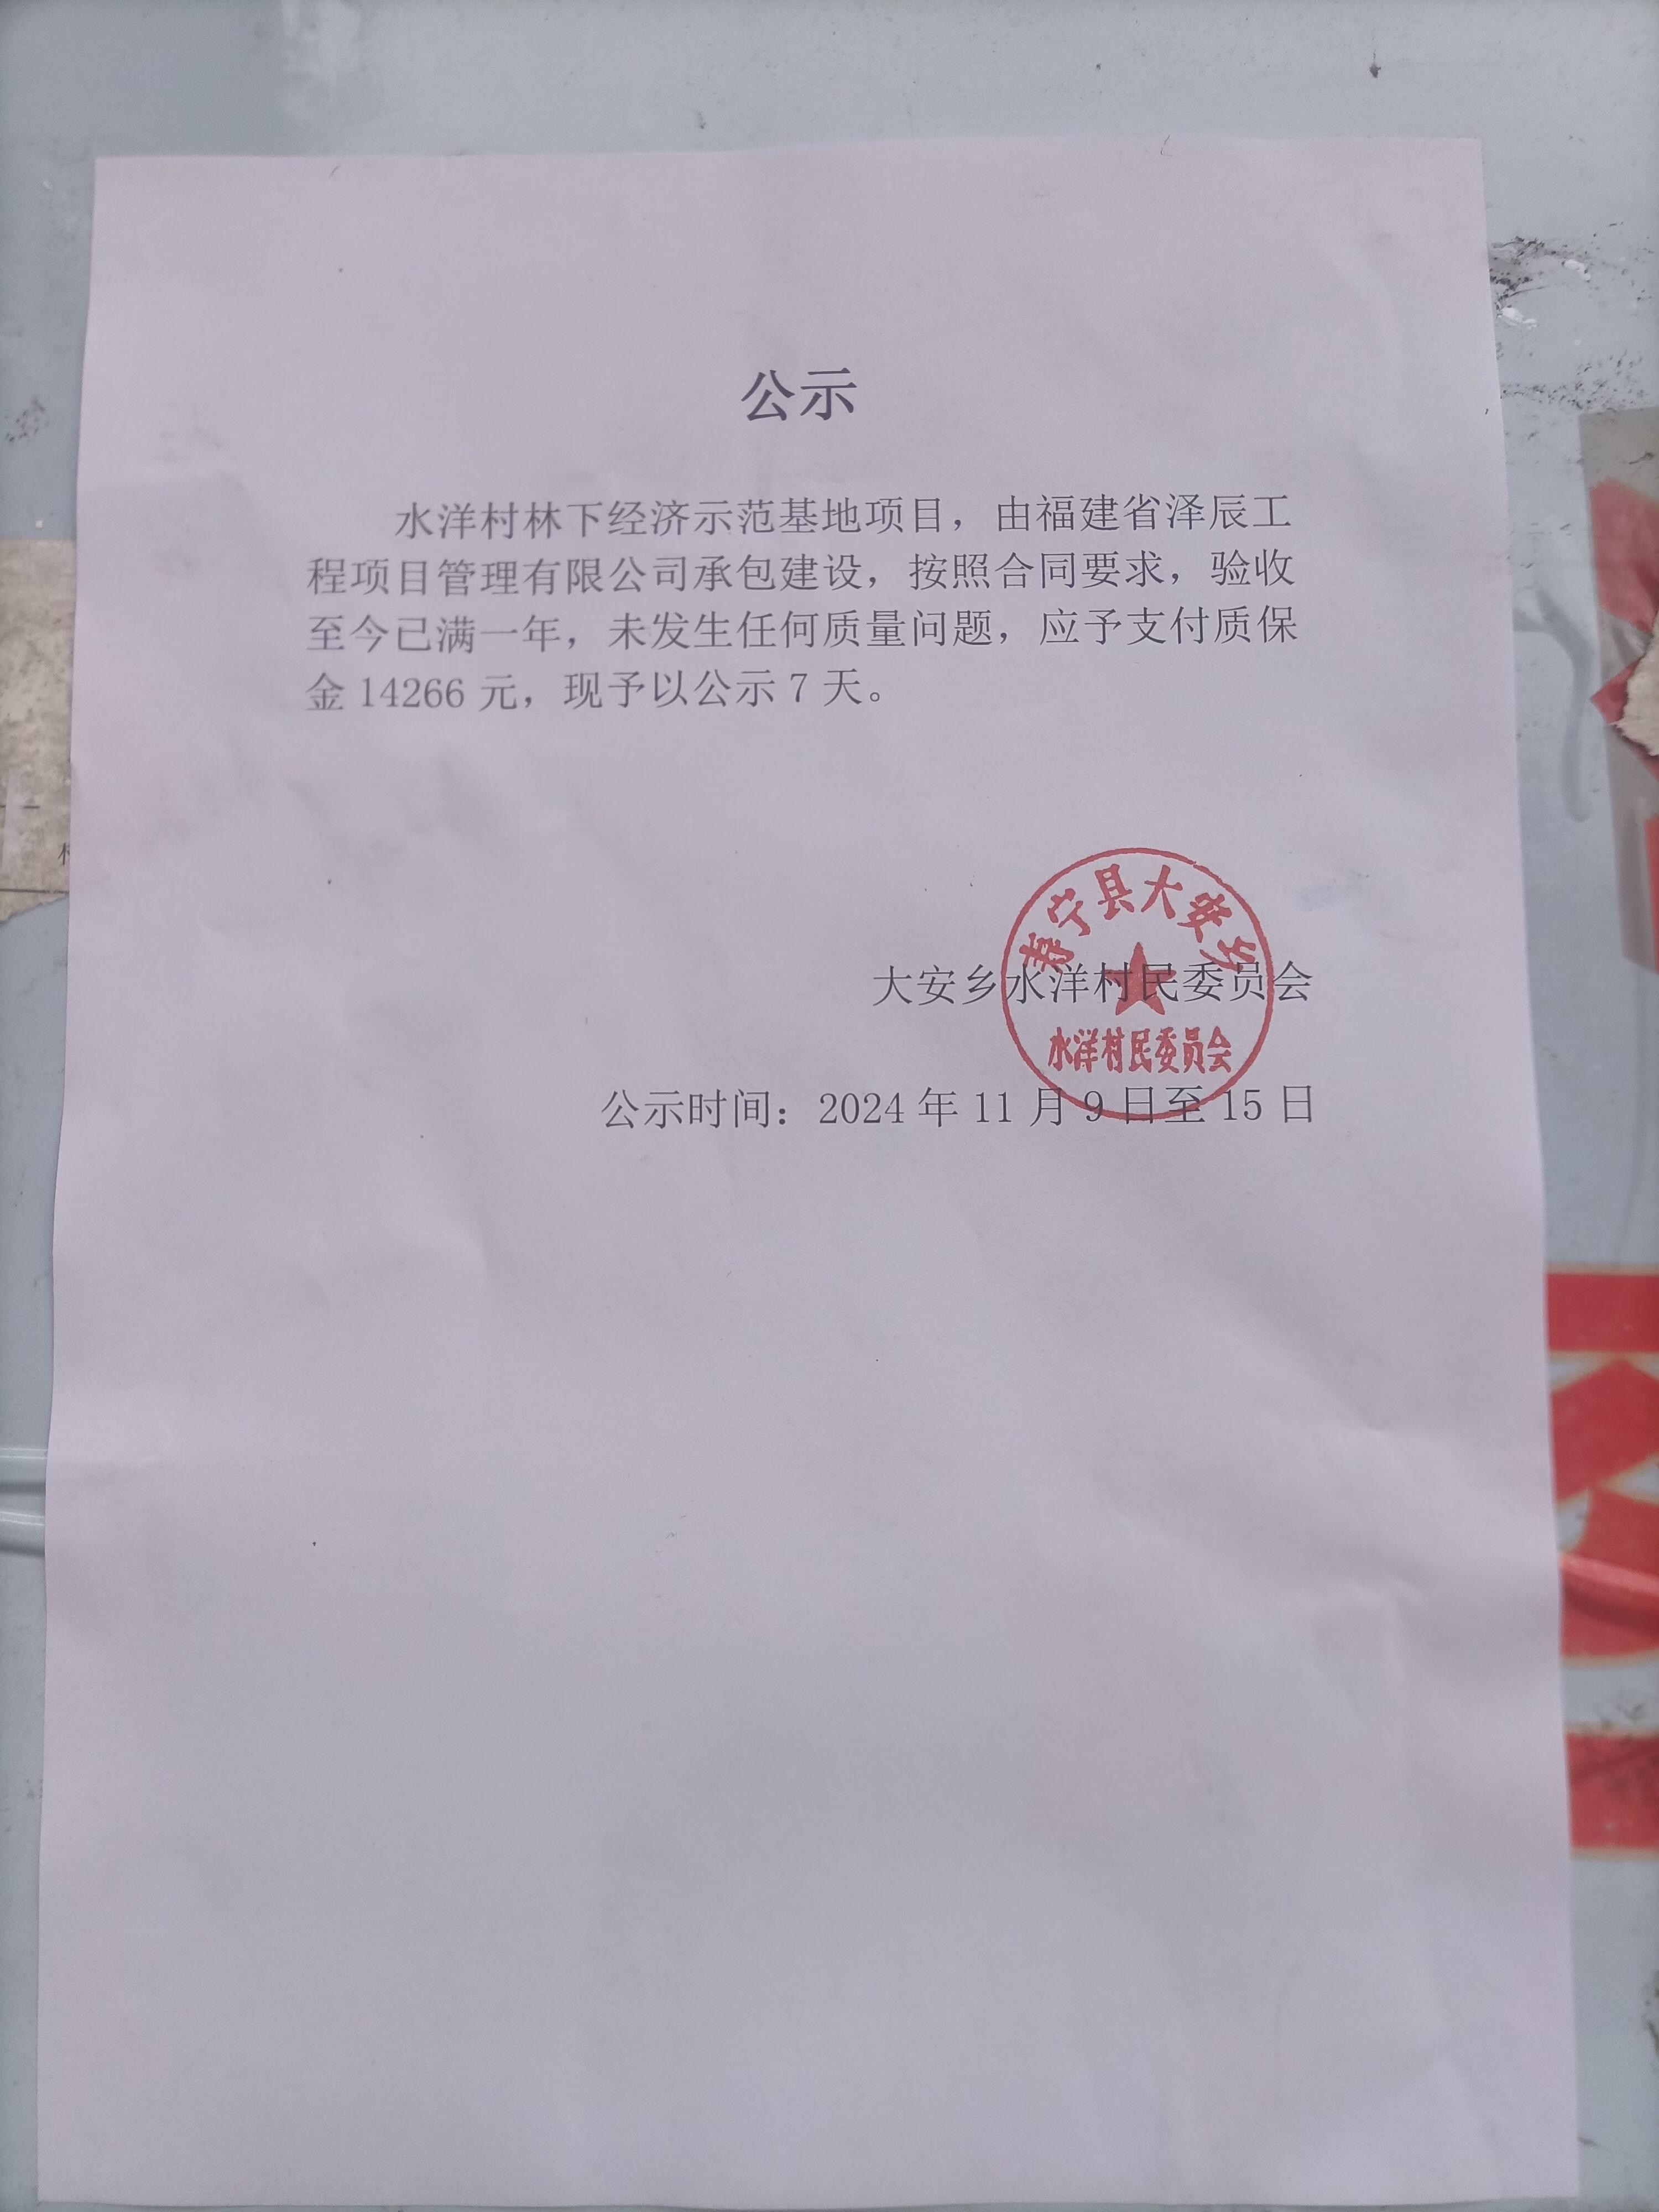 公示
水洋村林下经济示范基地项目，由福建省泽辰工
程项目管理有限公司承包建设，按照合同要求，验收
至今已满一年，未发生任何质量问题，应予支付质保
金 14266 元，现予以公示 7 天。
大安乡水洋村民委员会
寿宁县大安乡
水洋村民委员会
公示时间：2024 年 11 月 9 日至 15 日